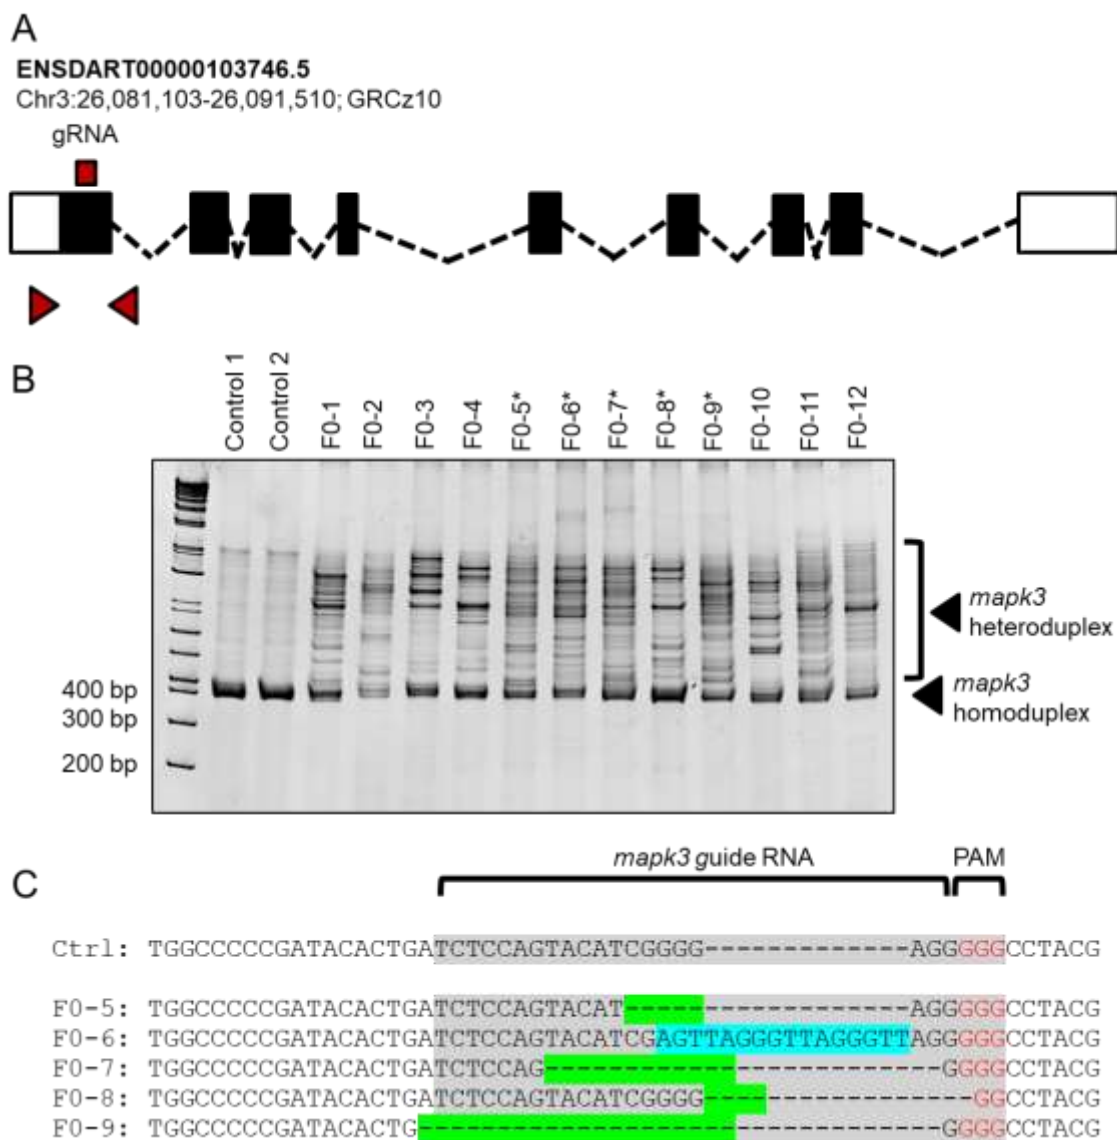 A
ENSDART00000103746.5
Chr3:26,081,103-26,091,510; GRCz10
gRNA
B
Control 1
Control 2
F0-1
F0-2
F0-3
F0-4
F0-5*
F0-6*
F0-7*
F0-8*
F0-9*
F0-10
F0-11
F0-12
mapk3
heteroduplex
400 bp
mapk3
homoduplex
300 bp
200 bp
mapk3 guide RNA
PAM
C
Ctrl: TGGCCCCCGATACACTGATCTCCAGTACATCGGGG-------------AGGGGGCCTACG
F0-5: TGGCCCCCGATACACTGATCTCCAGTACAT------------------AGGGGGCCTACG
F0-6: TGGCCCCCGATACACTGATCTCCAGTACATCGAGTTAGGGTTAGGGTTAGGGGGCCTACG
F0-7: TGGCCCCCGATACACTGATCTCCAG-------------------------GGGGCCTACG
F0-8: TGGCCCCCGATACACTGATCTCCAGTACATCGGGG-----------------GGCCTACG
F0-9: TGGCCCCCGATACACTG---------------------------------GGGGCCTACG